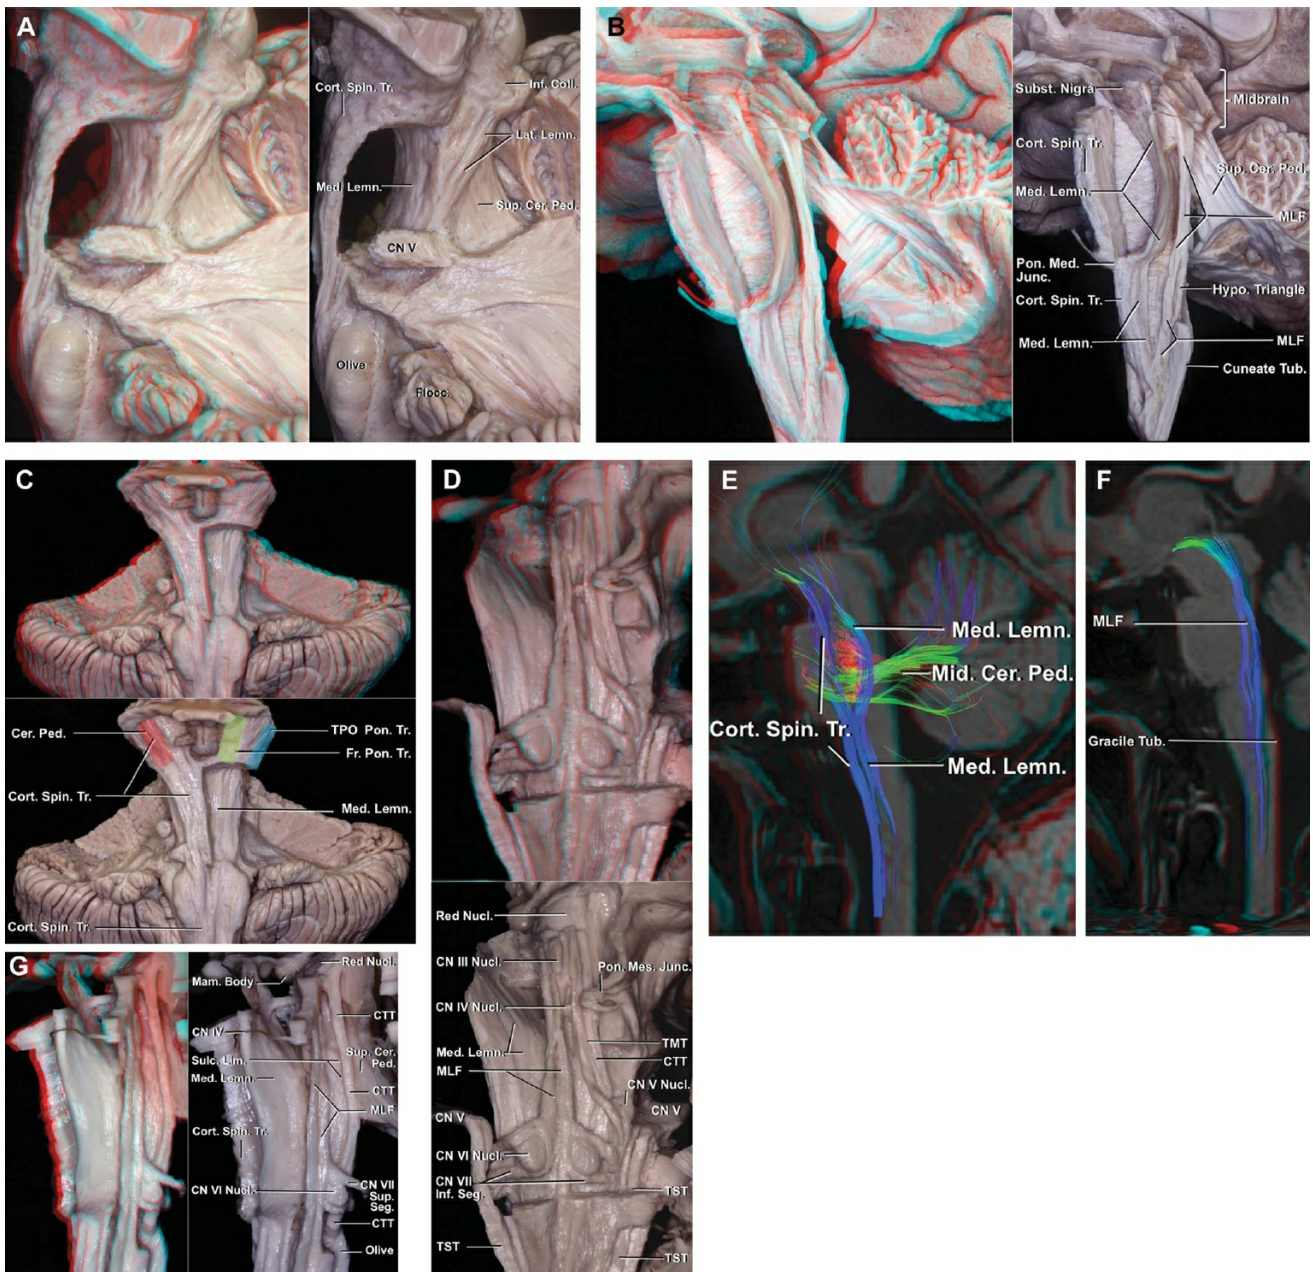 A
Cort. Spin. Tr.
Inf. Coll.
Lat. Lemn.
Med. Lemn.
Sup. Cer. Ped.
CN V
Olive
Flocc.
B
Subst. Nigra
Midbrain
Cort. Spin. Tr.
Sup. Cer. Ped.
Med. Lemn.
MLF
Pon. Med.
Junc.
Hypo. Triangle
Cort. Spin. Tr.
Med. Lemn.
MLF
Cuneate Tub.
C
Cer. Ped.
TPO Pon. Tr.
Fr. Pon. Tr.
Cort. Spin. Tr.
Med. Lemn.
Cort. Spin. Tr.
D
Red Nucl.
CN III Nucl.
Pon. Mes. Junc.
CN IV Nucl.
TMT
Med. Lemn.
CTT
MLF
CN V Nucl.
CN V
CN V
CN VI Nucl.
CN VII
Inf. Seg.
TST
TST
TST
E
Med. Lemn.
Mid. Cer. Ped.
Cort. Spin. Tr.
Med. Lemn.
F
MLF
Gracile Tub.
G
Red Nucl.
Mam. Body
CTT
CN IV
Sulc. Lim.
Sup. Cer.
Ped.
Med. Lemn.
CTT
MLF
Cort. Spin. Tr.
CN VI Nucl.
CN VII
Sup.
Seg.
CTT
Olive